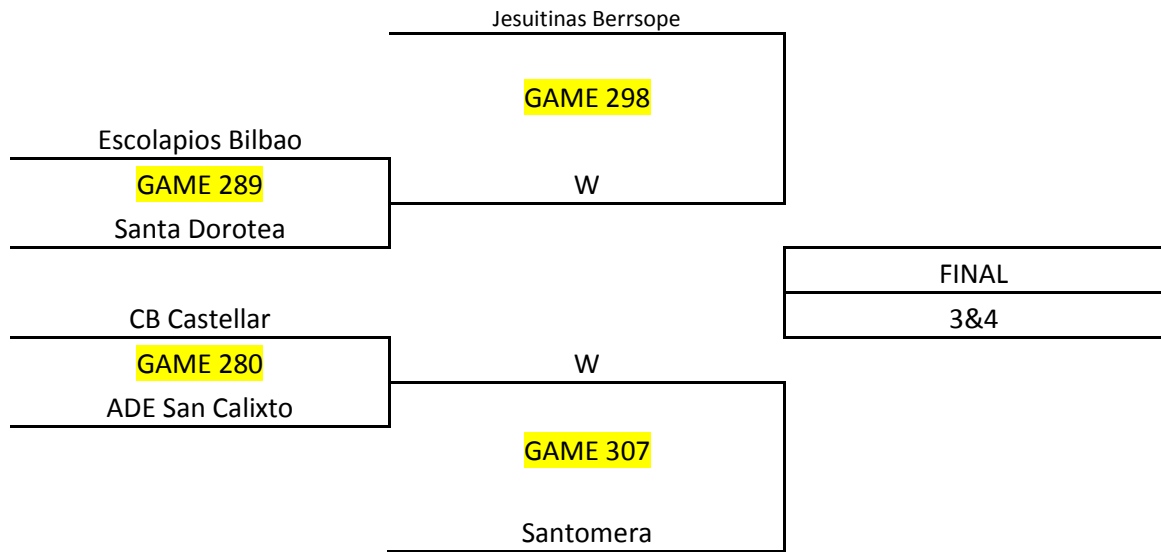 Jesuitinas Berrsope
GAME 298
Escolapios Bilbao
GAME 289
W
Santa Dorotea
FINAL
CB Castellar
3&4
GAME 280
W
ADE San Calixto
GAME 307
Santomera